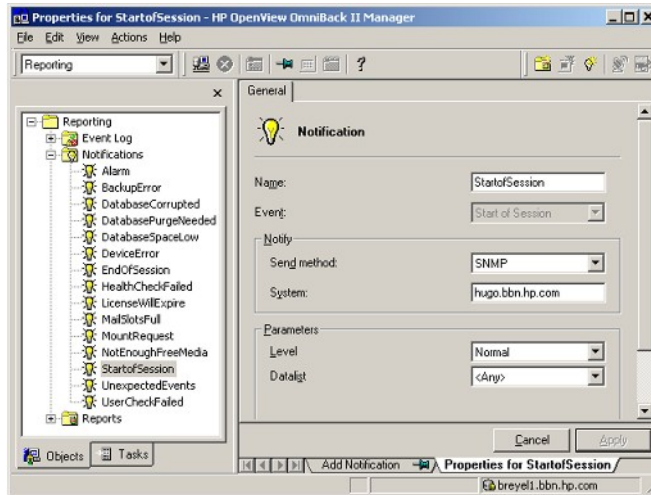 Properties for StartofSession - HP OpenView OmniBack II Manager
File Edit View Actions Help
Reporting
?
Reporting
Event Log
Notifications
Alarm
BackupError
DatabaseCorrupted
DatabasePurgeNeeded
DatabaseSpaceLow
DeviceError
EndOfSession
HealthCheckFailed
LicenseWillExpire
MailSlotsFull
MountRequest
NotEnoughFreeMedia
StartofSession
UnexpectedEvents
UserCheckFailed
Reports
Objects
Tasks
General
Notification
Name: StartofSession
Event: Start of Session
Notify
Send method: SNMP
System: hugo.bbn.hp.com
Parameters
Level Normal
Datalist <Any>
Cancel
Apply
Add Notification
Properties for StartofSession
breyel1.bbn.hp.com